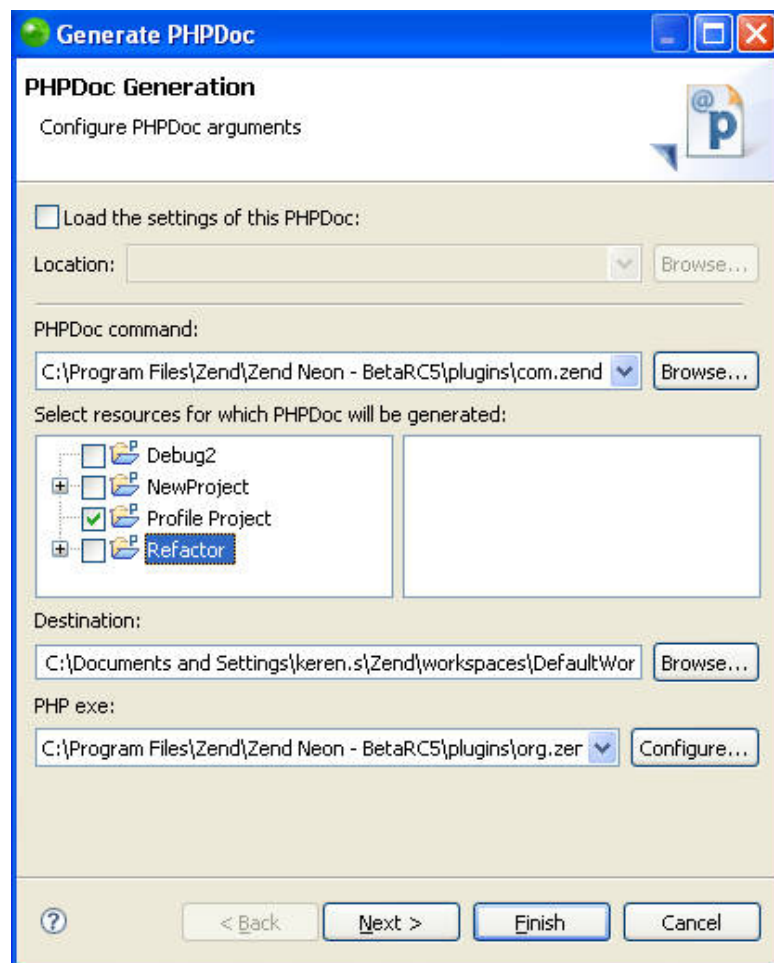 Generate PHPDoc
PHPDoc Generation
Configure PHPDoc arguments
@
p
Load the settings of this PHPDoc:
Location:
Browse...
PHPDoc command:
C:\Program Files\Zend\Zend Neon - BetaRC5\plugins\com.zend
Browse...
Select resources for which PHPDoc will be generated:
Debug2
NewProject
Profile Project
Refactor
Destination:
C:\Documents and Settings\keren.s\Zend\workspaces\DefaultWor
Browse...
PHP exe:
C:\Program Files\Zend\Zend Neon - BetaRC5\plugins\org.zen
Configure...
?
< Back
Next >
Finish
Cancel